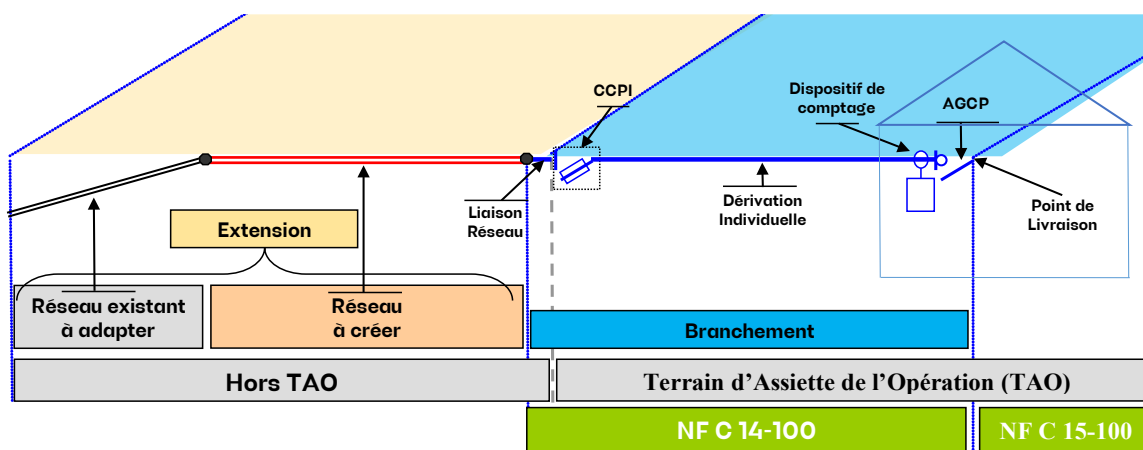 CCPI
Dispositif de
comptage
AGCP
Liaison
Réseau
Dérivation
Individuelle
Point de
Livraison
Extension
Réseau existant
à adapter
Réseau
à créer
Branchement
Hors TAO
Terrain d'Assiette de l'Opération (TAO)
NF C 14-100
NF C 15-100